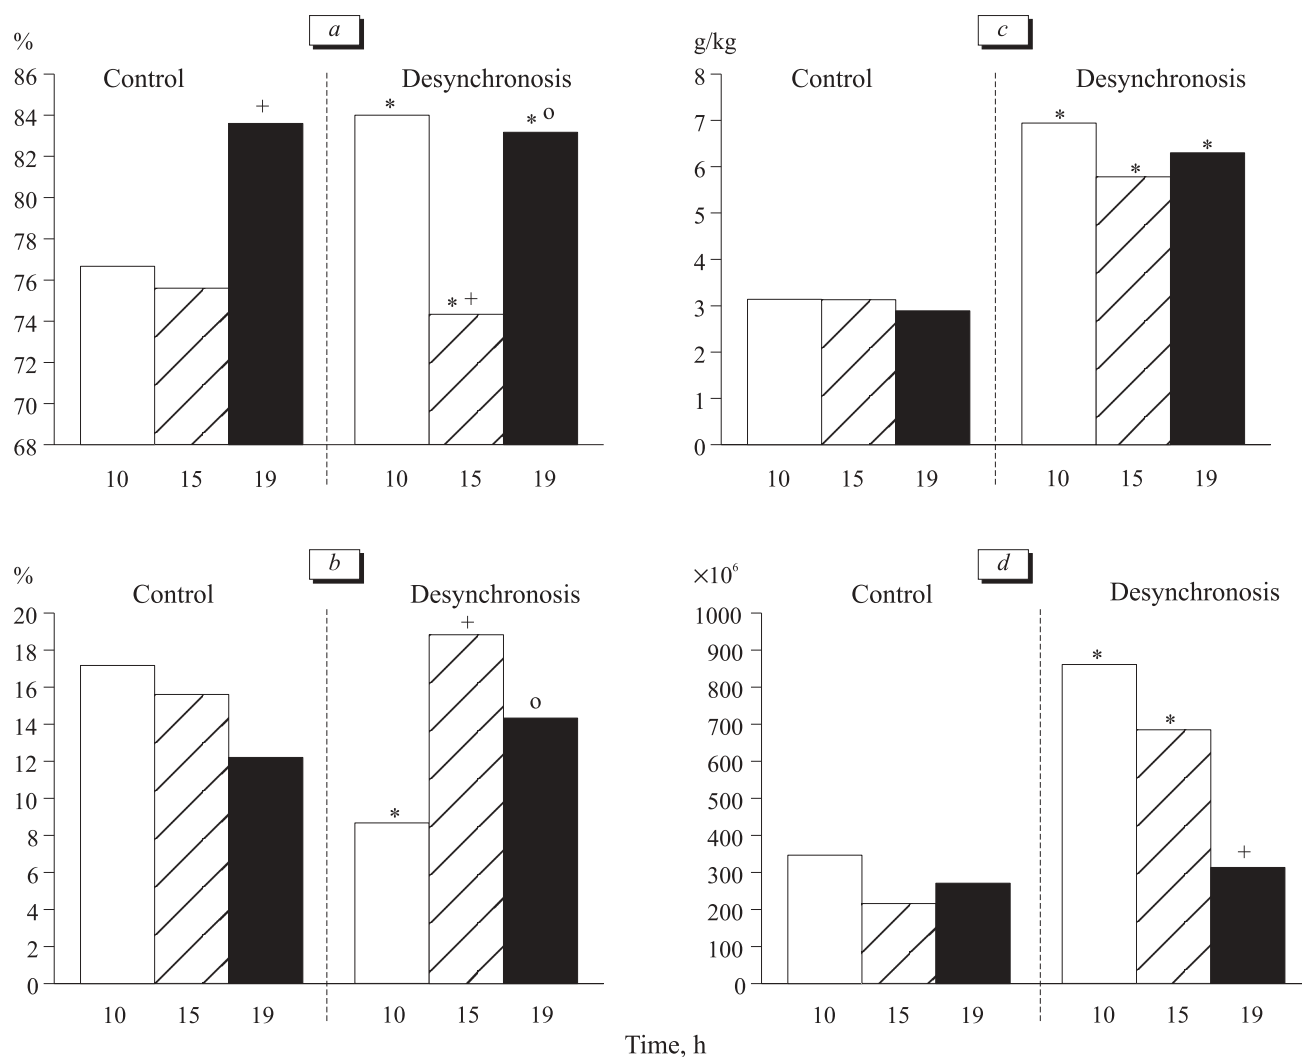 a
%
Control
Desynchronosis
86
84
82
80
78
76
74
72
70
68
+
*
* +
* o
10 15 19 10 15 19
c
g/kg
Control
Desynchronosis
8
7
6
5
4
3
2
1
0
*
*
*
10 15 19 10 15 19
b
%
Control
Desynchronosis
20
18
16
14
12
10
8
6
4
2
0
*
+
o
10 15 19 10 15 19
d
×10⁶
Control
Desynchronosis
1000
900
800
700
600
500
400
300
200
100
0
*
*
+
10 15 19 10 15 19
Time, h